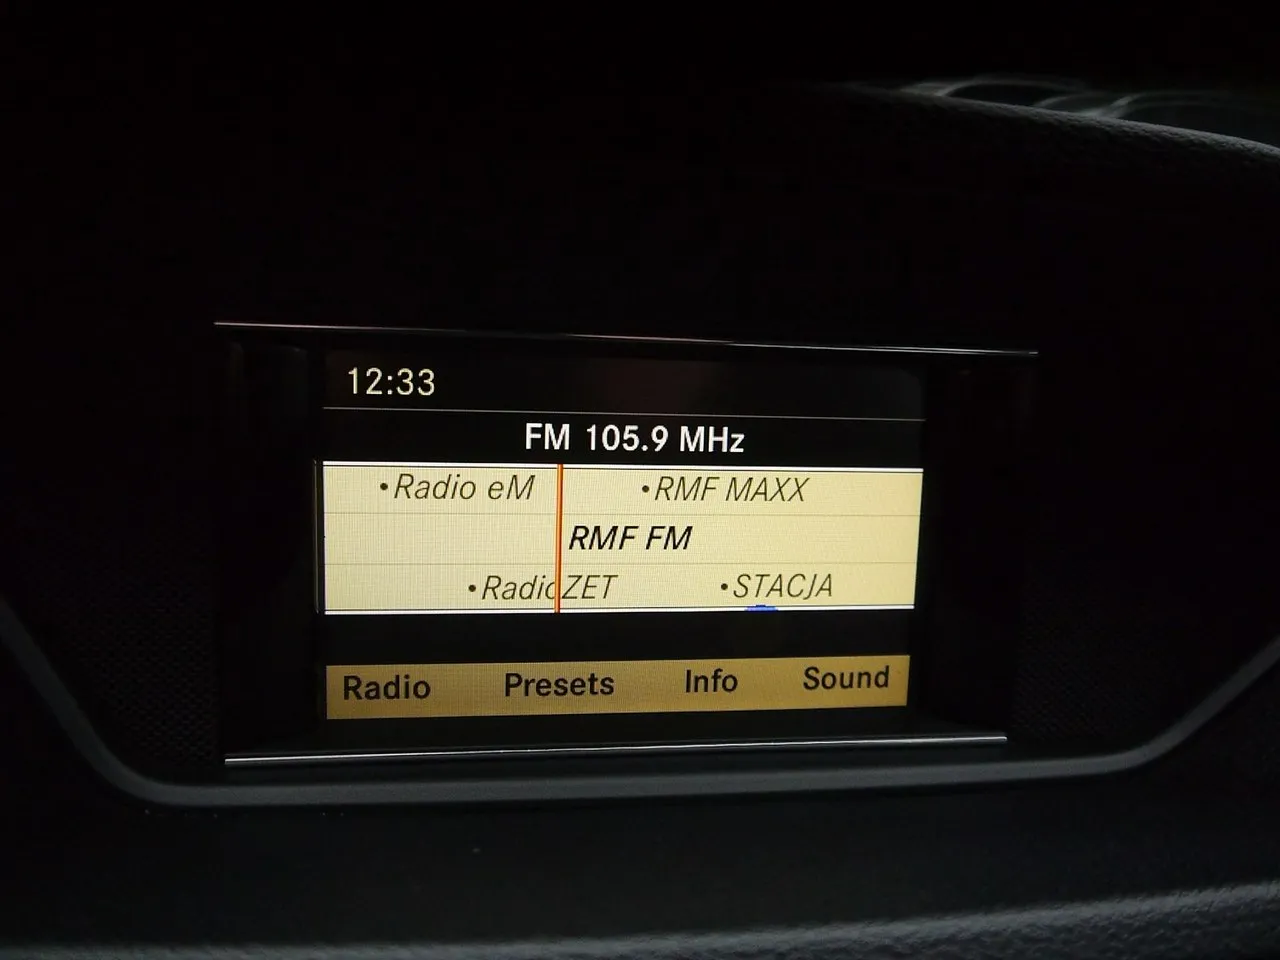 12:33
FM 105.9 MHz
•Radio eM •RMF MAXX
RMF FM
•Radio ZET •STACJA
Radio Presets Info Sound